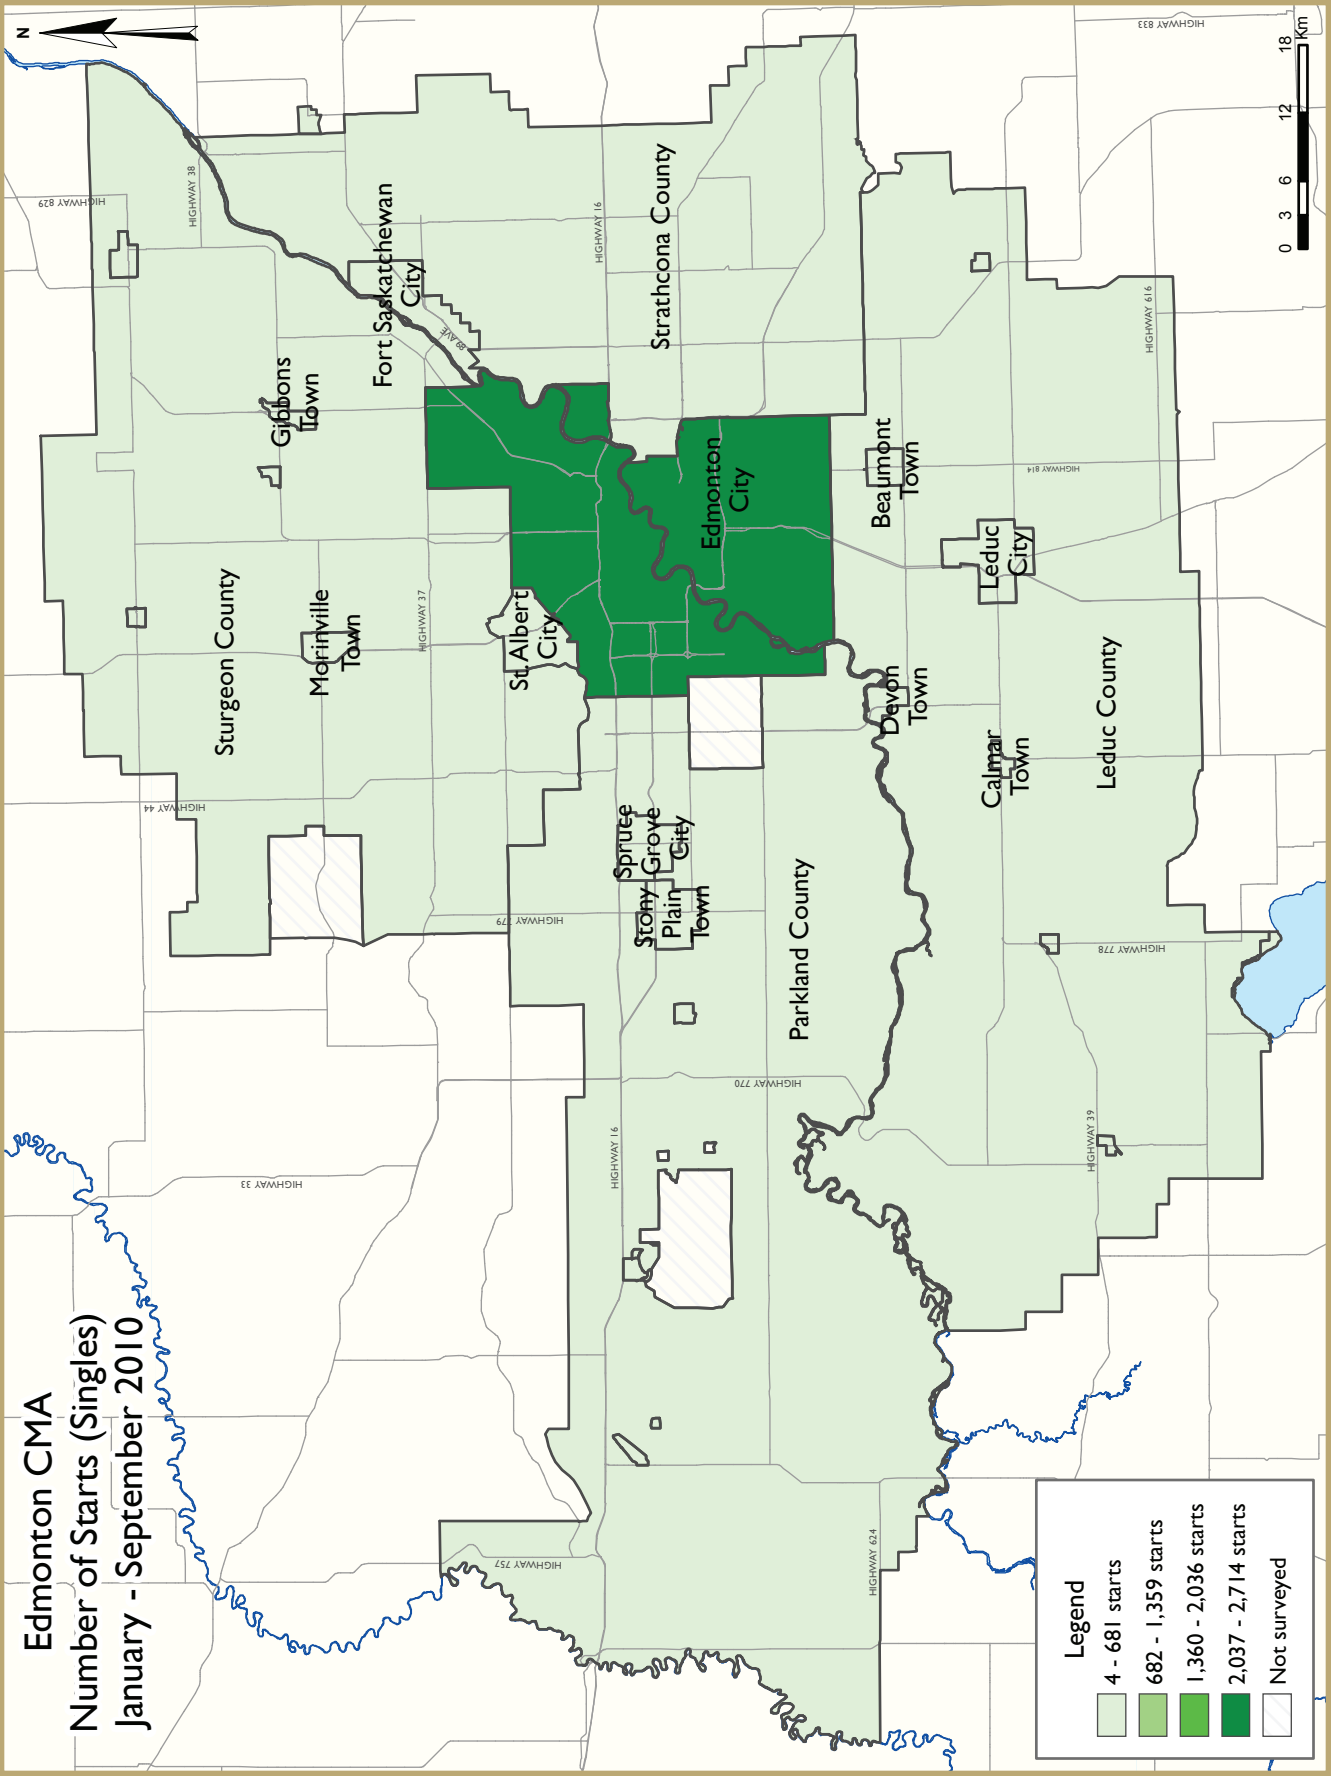 Edmonton CMA
Number of Starts (Singles)
January - September 2010
N
HIGHWAY 829
HIGHWAY 38
HIGHWAY 833
Fort Saskatchewan
City
89 AVE
HIGHWAY 16
Strathcona County
Gibbons
Town
Sturgeon County
Morinville
Town
HIGHWAY 37
HIGHWAY 44
St. Albert
City
Edmonton
City
Beaumont
Town
HIGHWAY 814
HIGHWAY 616
Leduc
City
Devon
Town
Calmar
Town
Leduc County
Spruce
Grove
City
Stony
Plain
Town
HIGHWAY 779
Parkland County
HIGHWAY 778
HIGHWAY 770
HIGHWAY 16
HIGHWAY 39
HIGHWAY 33
HIGHWAY 757
HIGHWAY 624
Legend
4 - 681 starts
682 - 1,359 starts
1,360 - 2,036 starts
2,037 - 2,714 starts
Not surveyed
0 3 6 12 18
Km